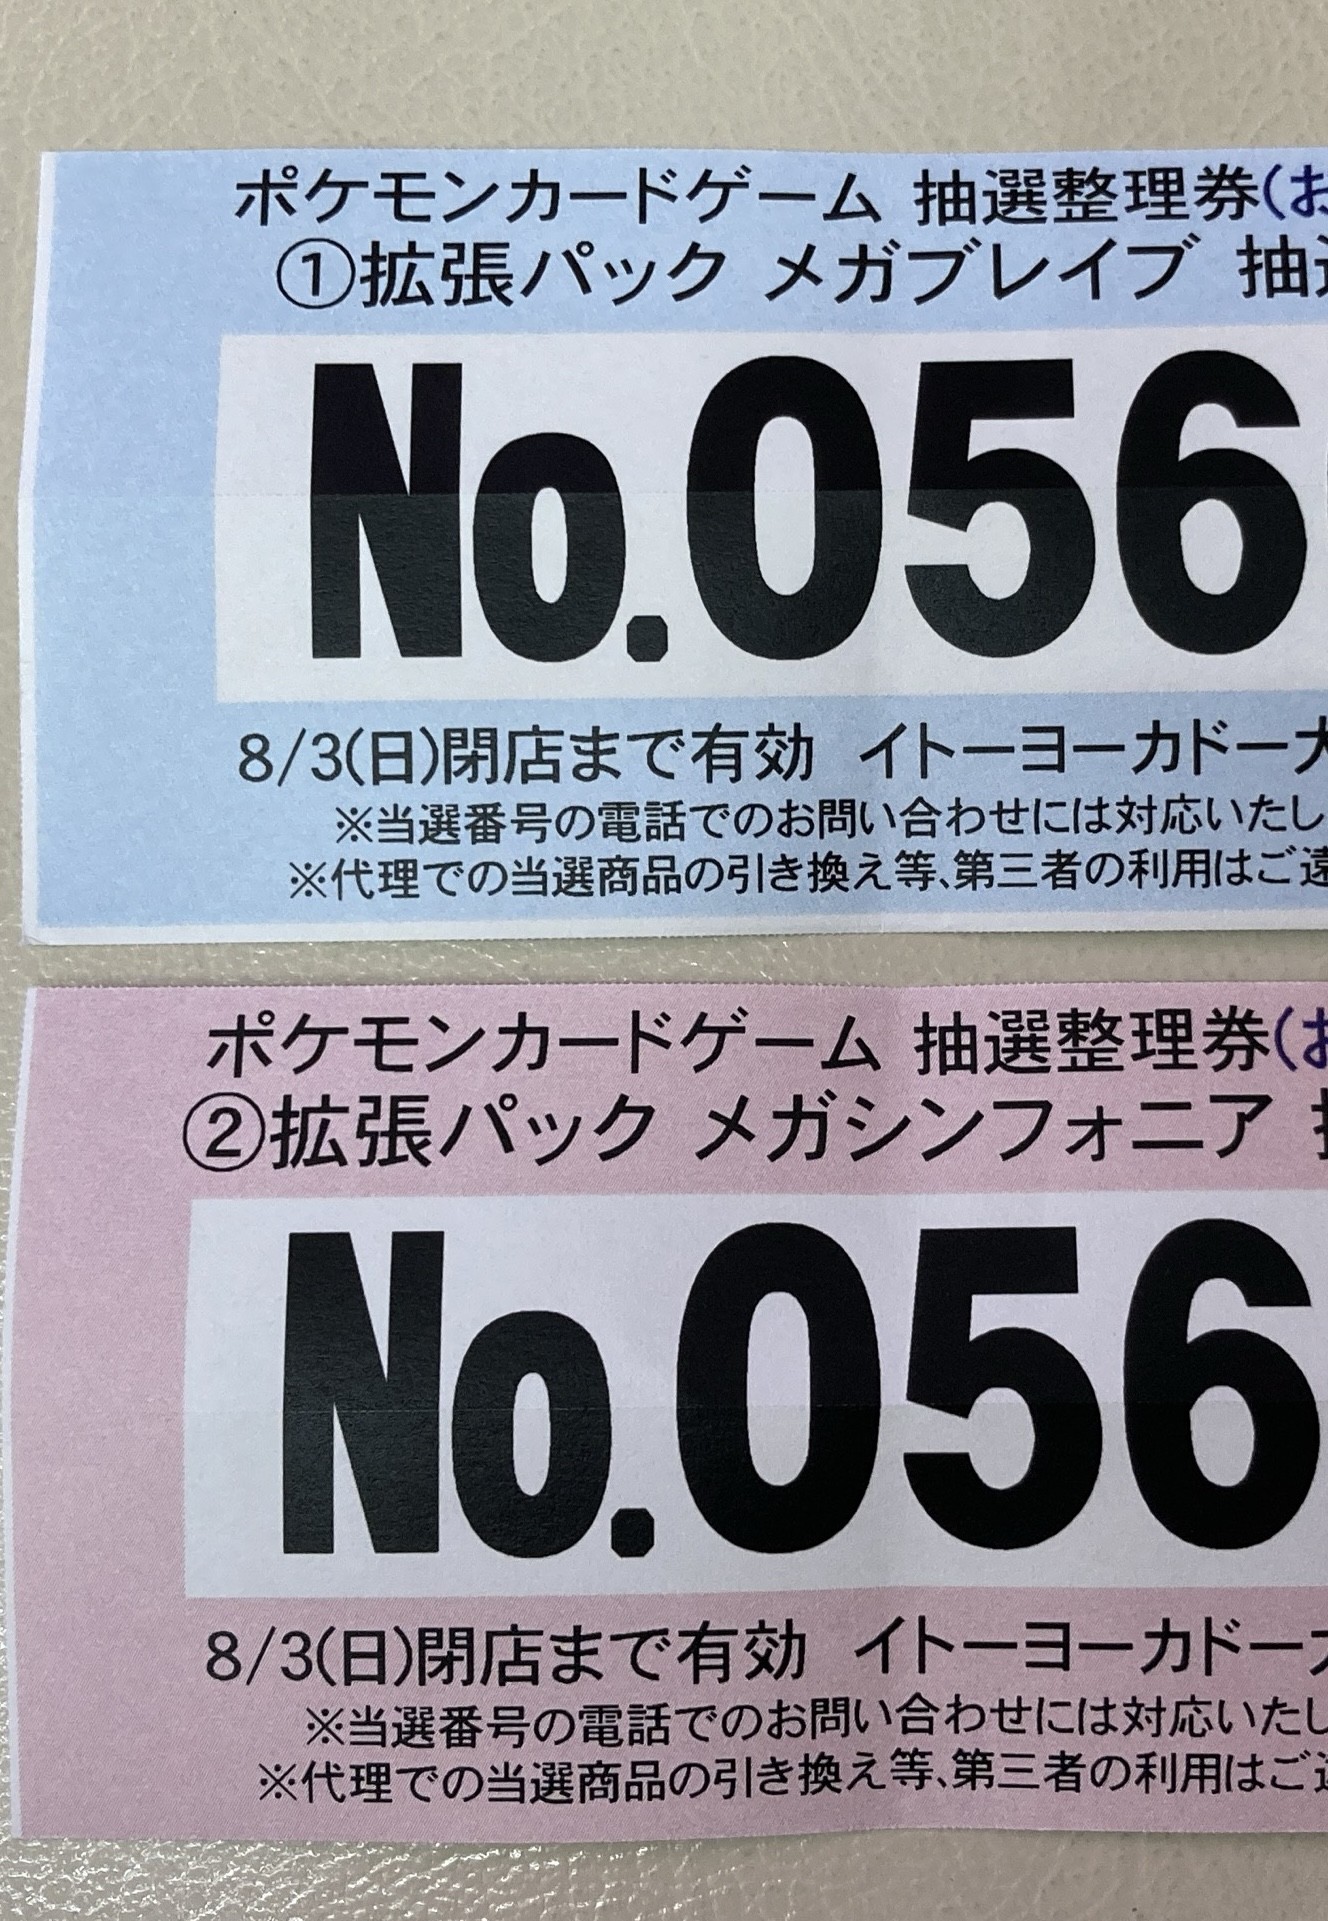 ポケモンカードゲーム 抽選整理券(お
①拡張パック メガブレイブ 抽
No.056
8/3(日)閉店まで有効 イトーヨーカドー大
※当選番号の電話でのお問い合わせには対応いたし
※代理での当選商品の引き換え等、第三者の利用はご遠
ポケモンカードゲーム 抽選整理券(お
②拡張パック メガシンフォニア
No.056
8/3(日)閉店まで有効 イトーヨーカドー大
※当選番号の電話でのお問い合わせには対応いたし
※代理での当選商品の引き換え等、第三者の利用はご遠